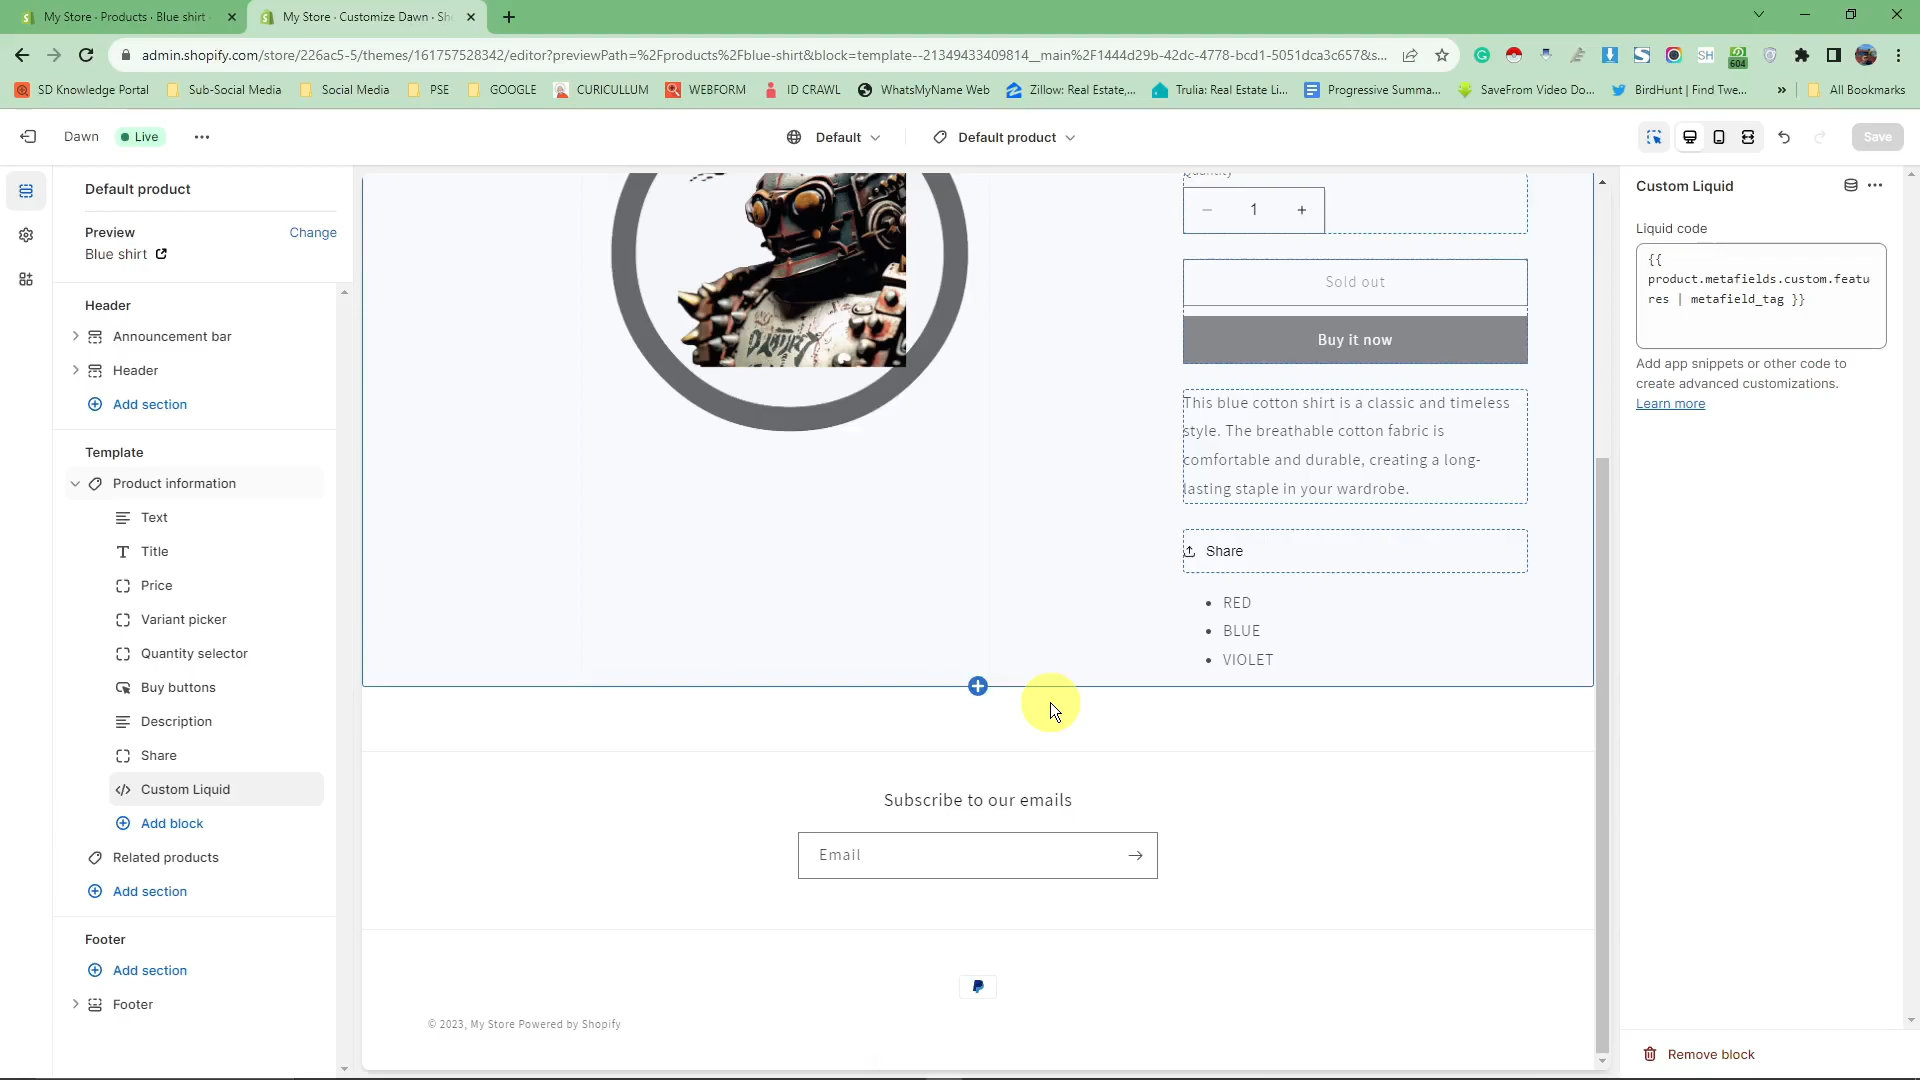 My Store · Products · Blue shirt
My Store · Customize Dawn · Sh
admin.shopify.com/store/226ac5-5/themes/161757528342/editor?previewPath=%2Fproducts%2Fblue-shirt&block=template--21349433409814__main%2F1444d29b-42dc-4778-bcd1-5051dca3c657&s...
SH
604
SD Knowledge Portal
Sub-Social Media
Social Media
PSE
GOOGLE
CURICULLUM
WEBFORM
ID CRAWL
WhatsMyName Web
Zillow: Real Estate,...
Trulia: Real Estate Li...
Progressive Summa...
SaveFrom Video Do...
BirdHunt | Find Twe...
»
All Bookmarks
Dawn
Live
Default
Default product
Save
Default product
Preview
Change
Blue shirt
Header
Announcement bar
Header
Add section
Template
Product information
Text
Title
Price
Variant picker
Quantity selector
Buy buttons
Description
Share
Custom Liquid
Add block
Related products
Add section
Footer
Add section
Footer
Quantity
1
Sold out
Buy it now
This blue cotton shirt is a classic and timeless
style. The breathable cotton fabric is
comfortable and durable, creating a long-
lasting staple in your wardrobe.
Share
• RED
• BLUE
• VIOLET
Subscribe to our emails
Email
© 2023, My Store Powered by Shopify
Custom Liquid
Liquid code
{{
product.metafields.custom.featu
res | metafield_tag }}
Add app snippets or other code to
create advanced customizations.
Learn more
Remove block